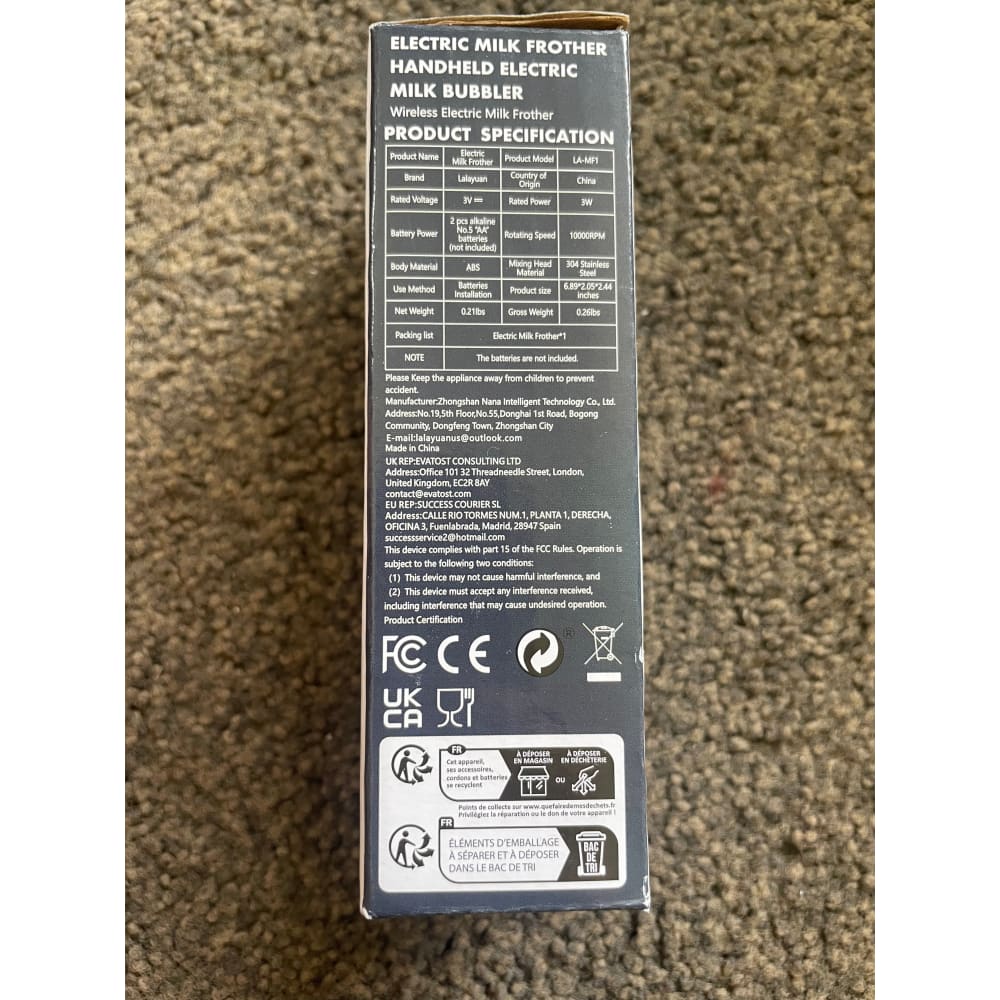 ELECTRIC MILK FROTHER
HANDHELD ELECTRIC
MILK BUBBLER
Wireless Electric Milk Frother
PRODUCT SPECIFICATION
Product Name Electric Milk Frother Product Model LA-MF1
Brand Lalayuan Country of Origin China
Rated Voltage 3V Rated Power 3W
Battery Power 2 pcs alkaline No.5 "AA" batteries (not included) Rotating Speed 10000RPM
Body Material ABS Mixing Head Material 304 Stainless Steel
Use Method Batteries Installation Product size 6.89*2.05*2.44 inches
Net Weight 0.21lbs Gross Weight 0.26lbs
Packing list Electric Milk Frother*1
NOTE The batteries are not included.
Please Keep the appliance away from children to prevent
accident.
Manufacturer:Zhongshan Nana Intelligent Technology Co., Ltd.
Address:No.19,5th Floor,No.55,Donghai 1st Road, Bogong
Community, Dongfeng Town, Zhongshan City
E-mail:lalayuanus@outlook.com
Made in China
UK REP:EVATOST CONSULTING LTD
Address:Office 101 32 Threadneedle Street, London,
United Kingdom, EC2R 8AY
contact@evatost.com
EU REP:SUCCESS COURIER SL
Address:CALLE RIO TORMES NUM.1, PLANTA 1, DERECHA,
OFICINA 3, Fuenlabrada, Madrid, 28947 Spain
successservice2@hotmail.com
This device complies with part 15 of the FCC Rules. Operation is
subject to the following two conditions:
(1) This device may not cause harmful interference, and
(2) This device must accept any interference received,
including interference that may cause undesired operation.
Product Certification
FC CE ®
UK
CA
FR
Cet appareil,
ses accessoires,
cordons et batteries
se recyclent
À DÉPOSER
EN MAGASIN
OU
À DÉPOSER
EN DÉCHÈTERIE
Points de collecte sur www.quefairedemesdechets.fr
Privilégiez la réparation ou le don de votre appareil !
FR
ÉLÉMENTS D'EMBALLAGE
À SÉPARER ET À DÉPOSER
DANS LE BAC DE TRI
BAC
DE
TRI